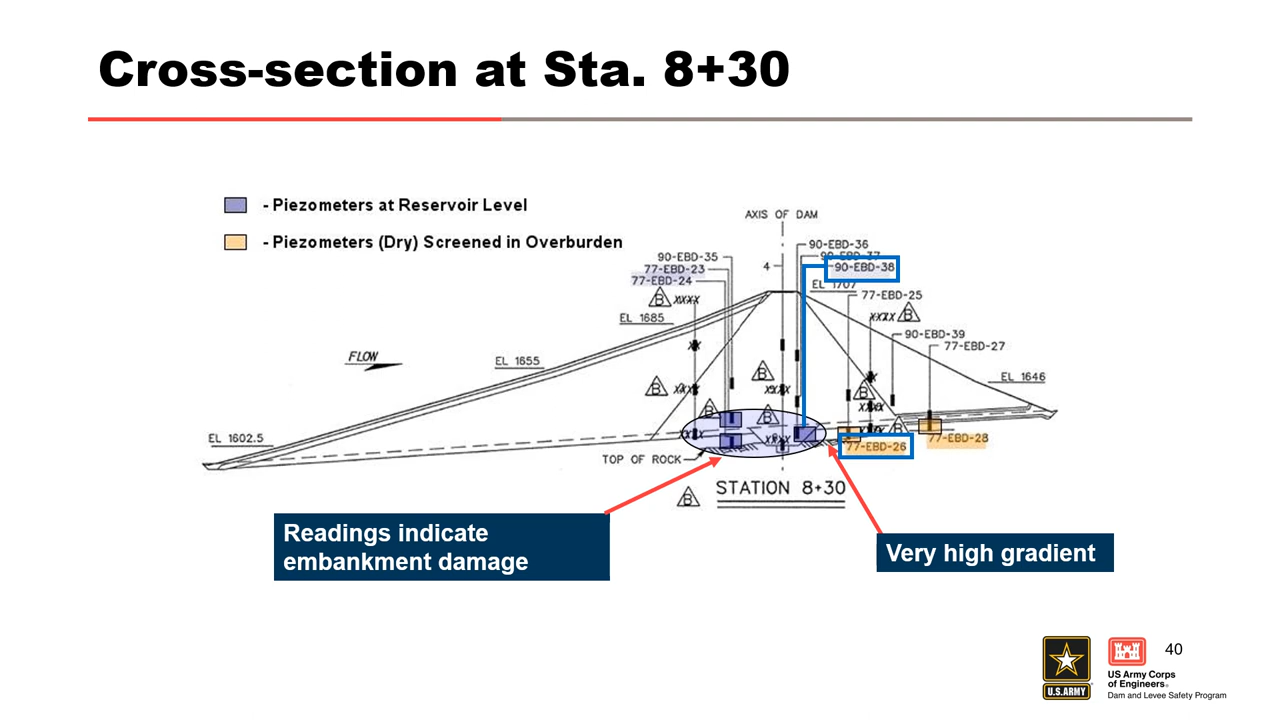 Cross-section at Sta. 8+30
- Piezometers at Reservoir Level
- Piezometers (Dry) Screened in Overburden
AXIS OF DAM
90-EBD-36
90-EBD-35
90-EBD-37
77-EBD-23
4
90-EBD-38
77-EBD-24
EL 1707
77-EBD-25
B
EL 1685
B
90-EBD-39
77-EBD-27
FLOW
EL 1655
EL 1646
B
B
B
B
B
B
EL 1602.5
77-EBD-28
77-EBD-26
TOP OF ROCK
STATION 8+30
B
Readings indicate
embankment damage
Very high gradient
40
U.S.ARMY
US Army Corps
of Engineers®
Dam and Levee Safety Program